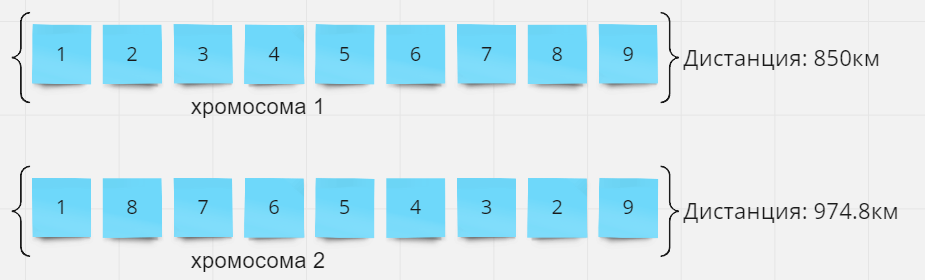 1 2 3 4 5 6 7 8 9 Дистанция: 850км
хромосома 1
1 8 7 6 5 4 3 2 9 Дистанция: 974.8км
хромосома 2